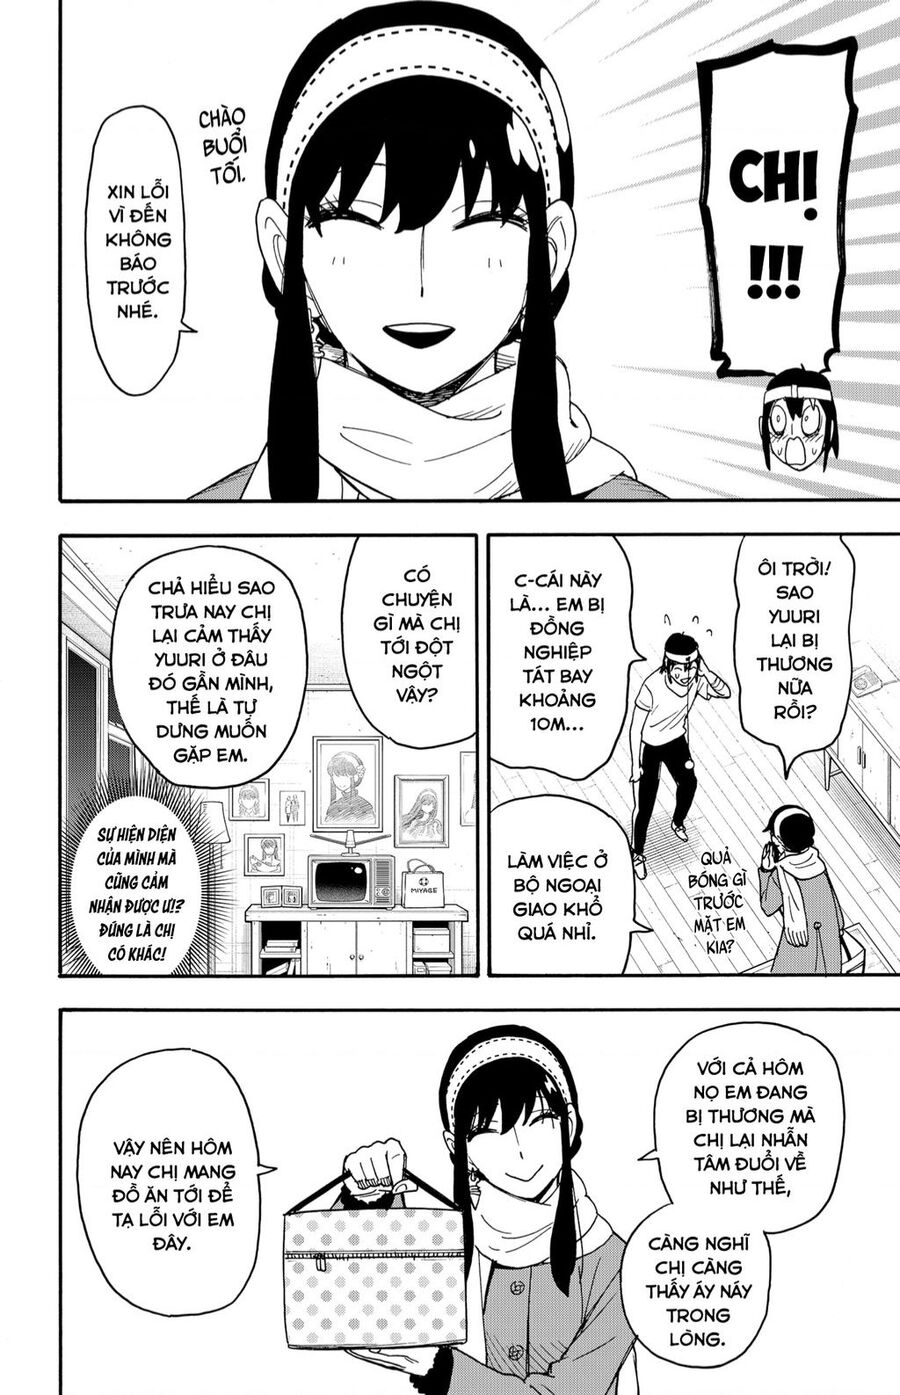 CHỊ
!!!
CHÀO
BUỔI
TỐI.
XIN LỖI
VÌ ĐẾN
KHÔNG
BÁO
TRƯỚC
NHÉ.
ÔI TRỜI!
SAO
YUURI
LẠI BỊ
THƯƠNG
NỮA
RỒI?
C-CÁI NÀY
LÀ... EM BỊ
ĐỒNG
NGHIỆP
TÁT BAY
KHOẢNG
10M...
QUẢ
BÓNG GÌ
TRƯỚC
MẶT EM
KIA?
LÀM VIỆC Ở
BỘ NGOẠI
GIAO KHỔ
QUÁ NHỈ.
CÓ
CHUYỆN
GÌ MÀ CHỊ
TỚI ĐỘT
NGỘT
VẬY?
CHẢ HIỂU SAO
TRƯA NAY CHỊ
LẠI CẢM THẤY
YUURI Ở ĐÂU
ĐÓ GẦN MÌNH,
THẾ LÀ TỰ
DƯNG MUỐN
GẶP EM.
MIYAGE
SỰ HIỆN DIỆN
CỦA MÌNH MÀ
CŨNG CẢM
NHẬN ĐƯỢC Ư!?
ĐÚNG LÀ CHỊ
CÓ KHÁC!
VỚI CẢ HÔM
NỌ EM ĐANG
BỊ THƯƠNG MÀ
CHỊ LẠI NHẪN
TÂM ĐUỔI VỀ
NHƯ THẾ,
CÀNG NGHĨ
CHỊ CÀNG
THẤY ÁY NÁY
TRONG
LÒNG.
VẬY NÊN HÔM
NAY CHỊ MANG
ĐỒ ĂN TỚI ĐỂ
TẠ LỖI VỚI EM
ĐÂY.